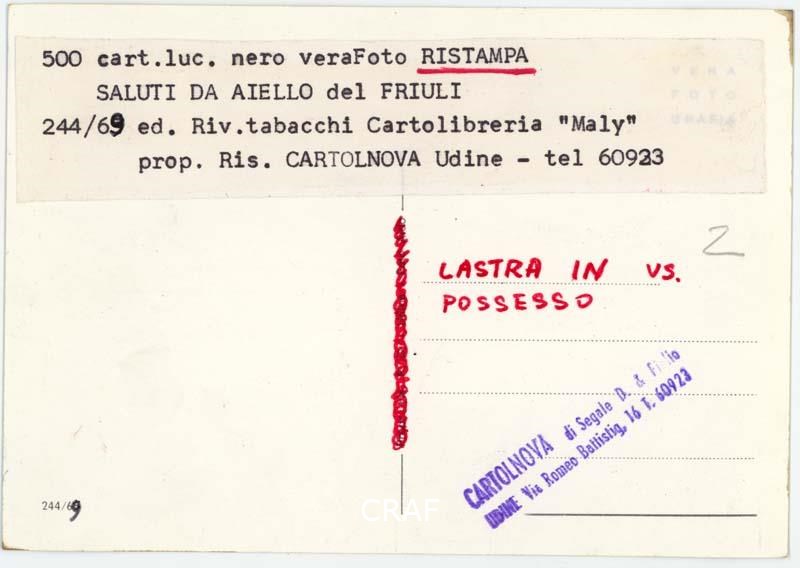 500 cart.luc. nero veraFoto RISTAMPA
SALUTI DA AIELLO del FRIULI
244/69 ed. Riv.tabacchi Cartolibreria "Maly"
prop. Ris. CARTOLNOVA Udine - tel 60923
VERA
FOTO
GRAFIA
2
LASTRA IN VS.
POSSESSO
CARTOLNOVA di Segale D. & Figlio
UDINE Via Romeo Battistig, 16 T. 60923
244/69
CRAF